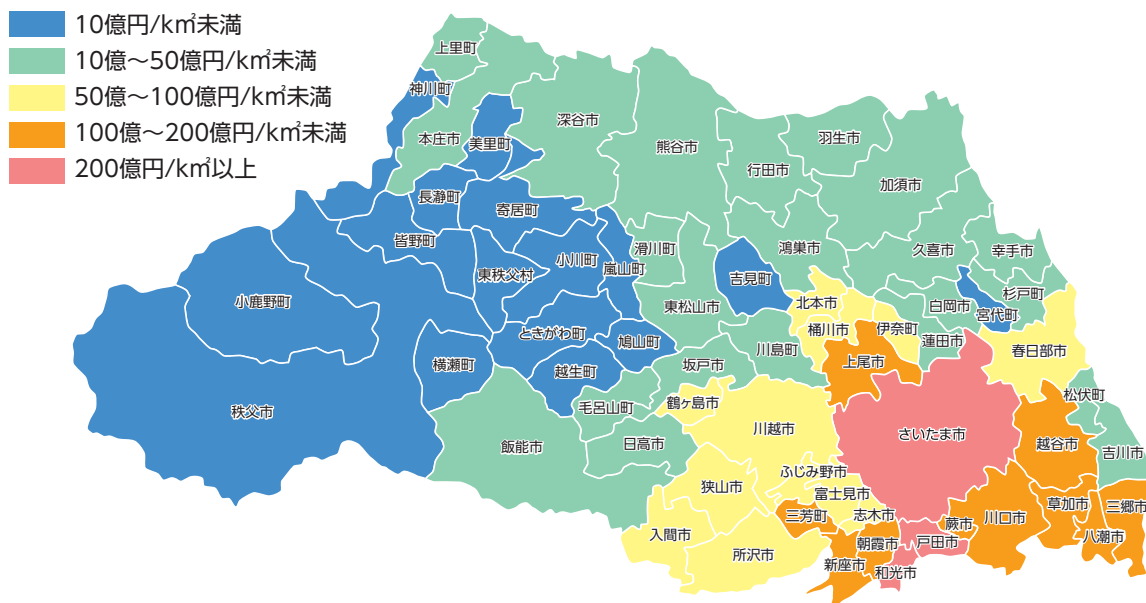 10億円/k㎡未満
10億～50億円/k㎡未満
50億～100億円/k㎡未満
100億～200億円/k㎡未満
200億円/k㎡以上
上里町
神川町
本庄市
美里町
深谷市
熊谷市
行田市
羽生市
加須市
長瀞町
寄居町
皆野町
小川町
嵐山町
滑川町
鴻巣市
久喜市
幸手市
東秩父村
吉見町
小鹿野町
東松山市
北本市
白岡市
杉戸町
宮代町
ときがわ町
鳩山町
桶川市
伊奈町
蓮田市
川島町
上尾市
春日部市
横瀬町
越生町
坂戸市
松伏町
秩父市
毛呂山町
鶴ヶ島市
飯能市
日高市
川越市
さいたま市
越谷市
吉川市
ふじみ野市
狭山市
富士見市
三芳町
志木市
入間市
所沢市
新座市
朝霞市
和光市
戸田市
蕨市
川口市
草加市
八潮市
三郷市